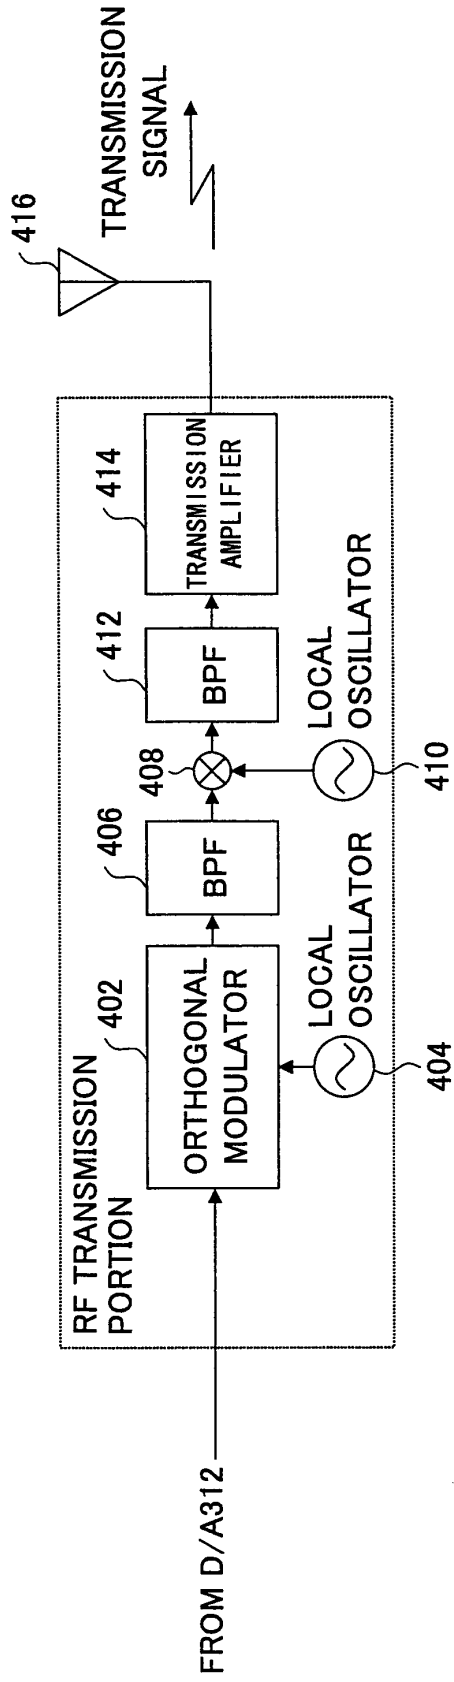 RF TRANSMISSION
PORTION
FROM D/A312
402
ORTHOGONAL
MODULATOR
LOCAL
OSCILLATOR
404
406
BPF
408
LOCAL
OSCILLATOR
410
412
BPF
414
TRANSMISSION
AMPLIFIER
416
TRANSMISSION
SIGNAL